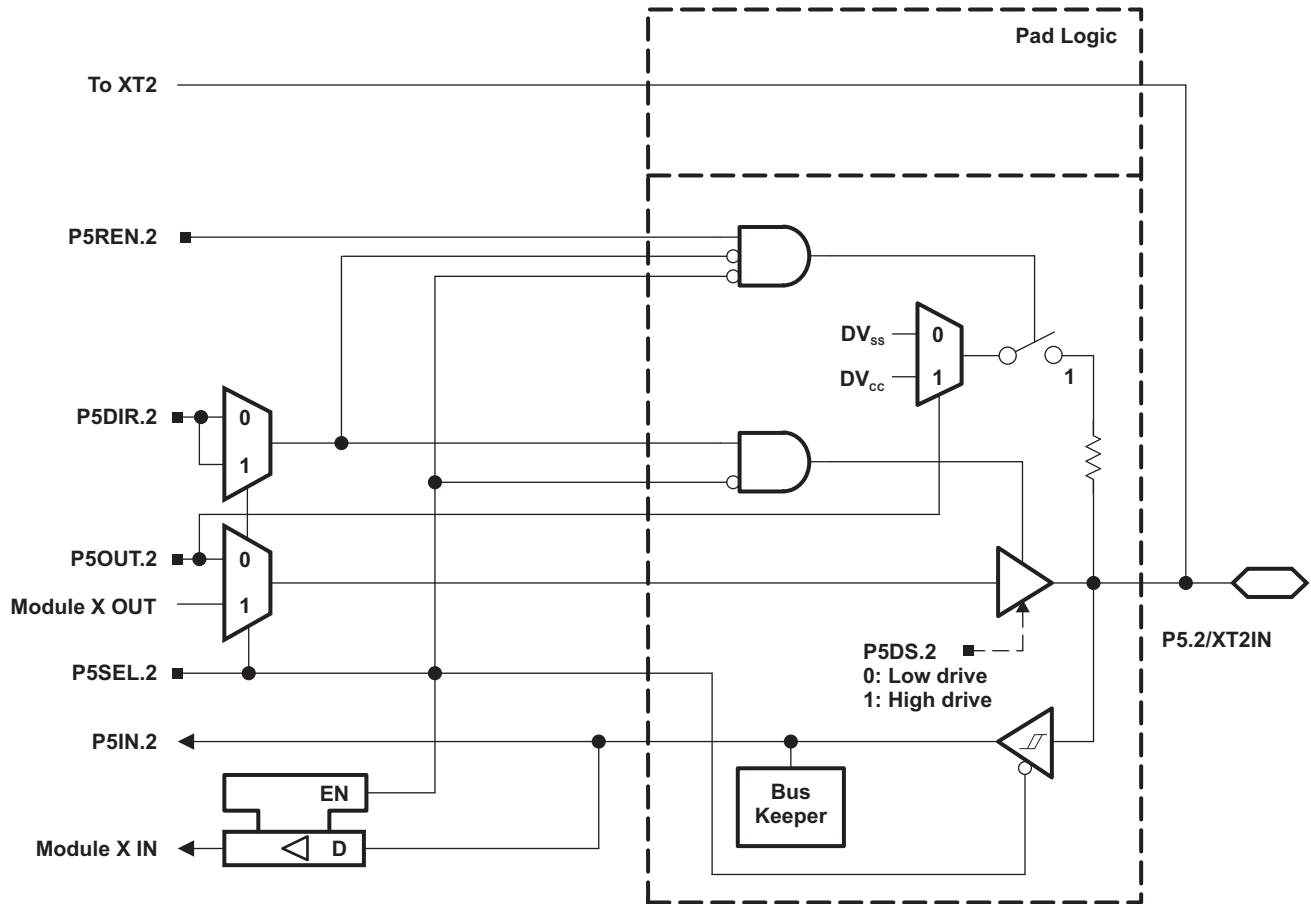 Pad Logic
To XT2
P5REN.2
DVSS
0
DVCC
1
1
P5DIR.2
0
1
P5OUT.2
0
Module X OUT
1
P5SEL.2
P5DS.2
0: Low drive
1: High drive
P5.2/XT2IN
P5IN.2
EN
Bus
Keeper
Module X IN
D